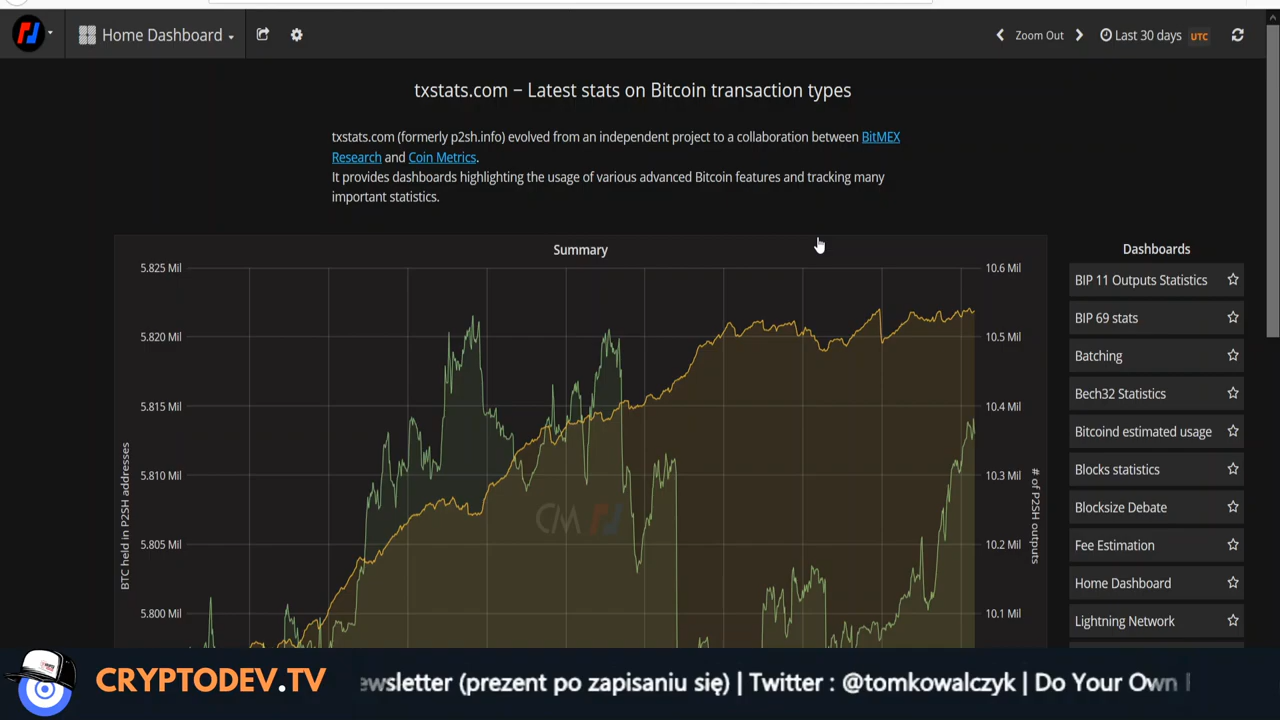 Home Dashboard
Zoom Out
Last 30 days UTC
txstats.com – Latest stats on Bitcoin transaction types
txstats.com (formerly p2sh.info) evolved from an independent project to a collaboration between BitMEX
Research and Coin Metrics.
It provides dashboards highlighting the usage of various advanced Bitcoin features and tracking many
important statistics.
Summary
5.825 Mil
5.820 Mil
5.815 Mil
5.810 Mil
5.805 Mil
5.800 Mil
BTC held in P2SH addresses
10.6 Mil
10.5 Mil
10.4 Mil
10.3 Mil
10.2 Mil
10.1 Mil
# of P2SH outputs
CM
Dashboards
BIP 11 Outputs Statistics
BIP 69 stats
Batching
Bech32 Statistics
Bitcoind estimated usage
Blocks statistics
Blocksize Debate
Fee Estimation
Home Dashboard
Lightning Network
CRYPTODEV.TV
ewsletter (prezent po zapisaniu się) | Twitter : @tomkowalczyk | Do Your Own